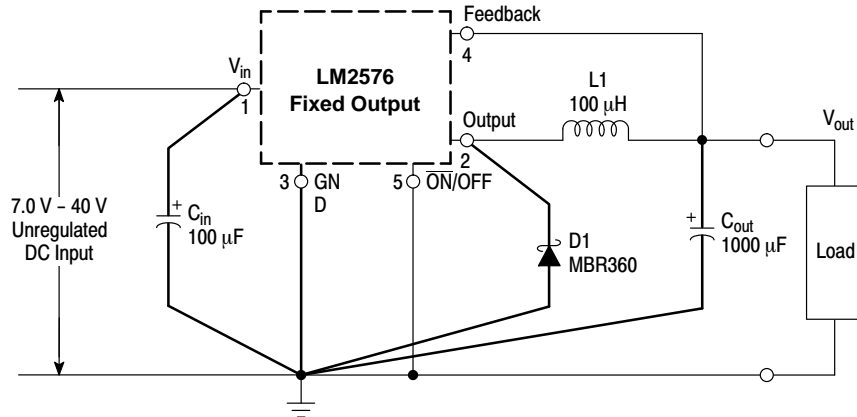 Feedback
4
LM2576
Fixed Output
Vin
1
L1
100 μH
Output
2
Vout
3
GN
D
5
ON/OFF
7.0 V – 40 V
Unregulated
DC Input
+
Cin
100 μF
D1
MBR360
+
Cout
1000 μF
Load